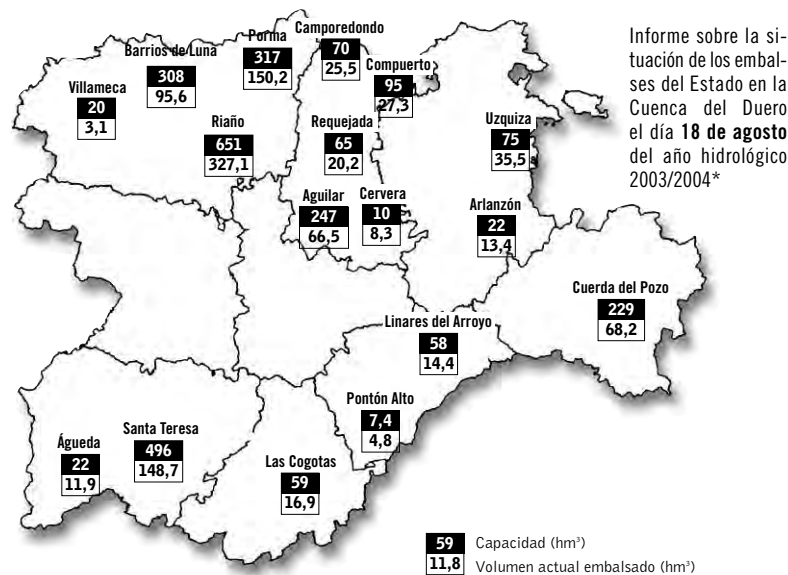 Informe sobre la si-
tuación de los embal-
ses del Estado en la
Cuenca del Duero
el día 18 de agosto
del año hidrológico
2003/2004*
Camporedondo
70
25,5
Porma
317
150,2
Barrios de Luna
308
95,6
Compuerto
95
27,3
Villameca
20
3,1
Riaño
651
327,1
Requejada
65
20,2
Uzquiza
75
35,5
Aguilar
247
66,5
Cervera
10
8,3
Arlanzón
22
13,4
Cuerda del Pozo
229
68,2
Linares del Arroyo
58
14,4
Pontón Alto
7,4
4,8
Santa Teresa
496
148,7
Águeda
22
11,9
Las Cogotas
59
16,9
59 Capacidad (hm³)
11,8 Volumen actual embalsado (hm³)